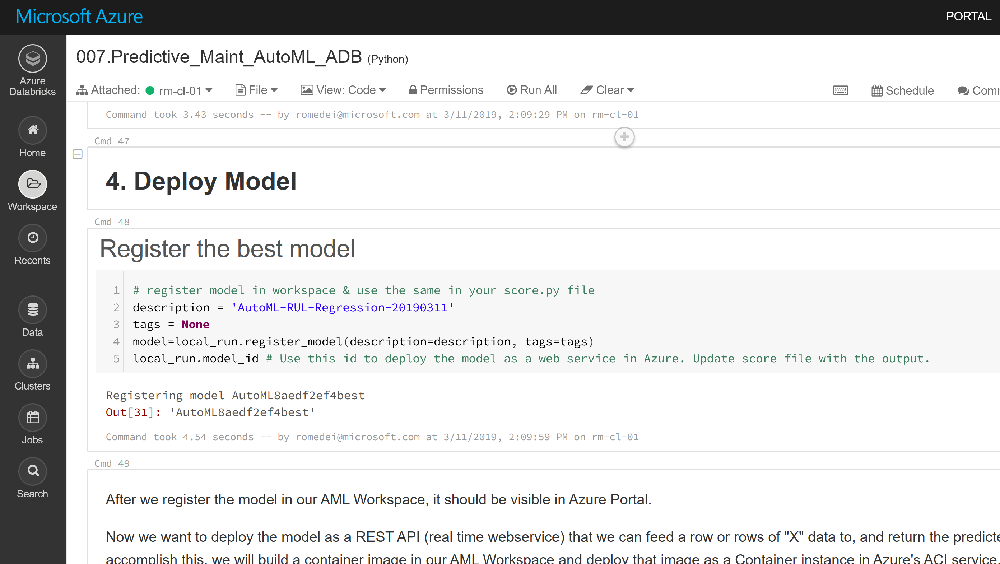 Microsoft Azure
PORTAL
Azure
Databricks
Home
Workspace
Recents
Data
Clusters
Jobs
Search
007.Predictive_Maint_AutoML_ADB (Python)
Attached: rm-cl-01 File View: Code Permissions Run All Clear Schedule Comm
Command took 3.43 seconds -- by romedei@microsoft.com at 3/11/2019, 2:09:29 PM on rm-cl-01
Cmd 47
4. Deploy Model
Cmd 48
Register the best model
1 # register model in workspace & use the same in your score.py file
2 description = 'AutoML-RUL-Regression-20190311'
3 tags = None
4 model=local_run.register_model(description=description, tags=tags)
5 local_run.model_id # Use this id to deploy the model as a web service in Azure. Update score file with the output.
Registering model AutoML8aedf2ef4best
Out[31]: 'AutoML8aedf2ef4best'
Command took 4.54 seconds -- by romedei@microsoft.com at 3/11/2019, 2:09:59 PM on rm-cl-01
Cmd 49
After we register the model in our AML Workspace, it should be visible in Azure Portal.
Now we want to deploy the model as a REST API (real time webservice) that we can feed a row or rows of "X" data to, and return the predicte
accomplish this, we will build a container image in our AML Workspace and deploy that image as a Container instance in Azure's ACI service